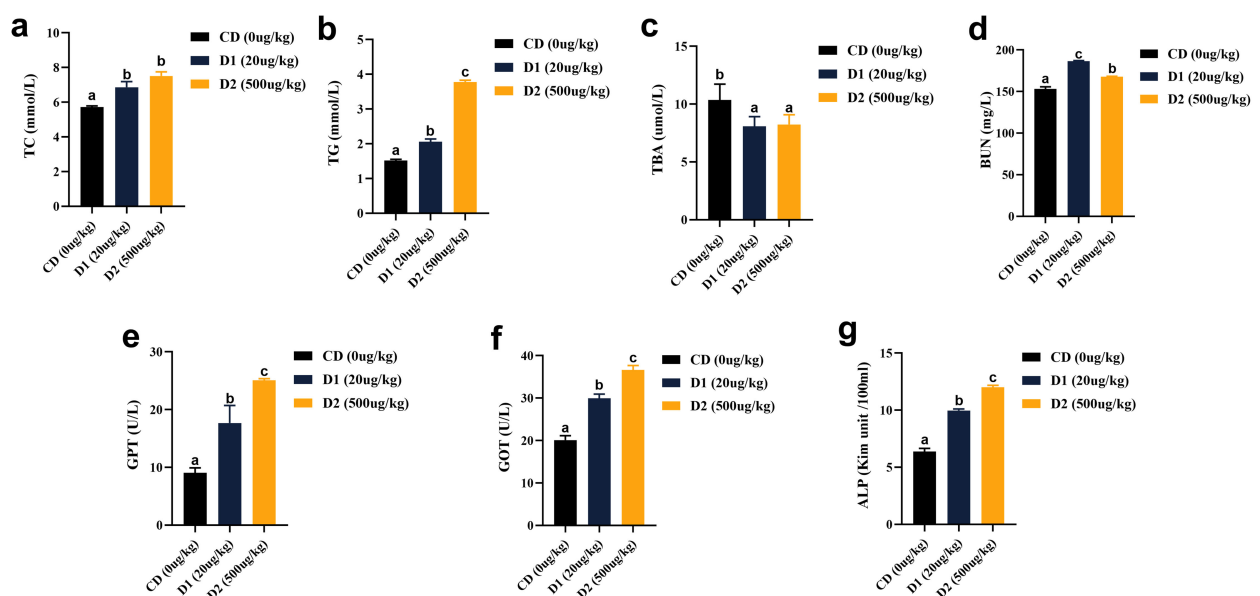 a
TC (mmol/L)
10
8
6
4
2
0
a
b
b
CD (0ug/kg)
D1 (20ug/kg)
D2 (500ug/kg)
CD (0ug/kg)
D1 (20ug/kg)
D2 (500ug/kg)
b
TG (mmol/L)
5
4
3
2
1
0
a
b
c
CD (0ug/kg)
D1 (20ug/kg)
D2 (500ug/kg)
CD (0ug/kg)
D1 (20ug/kg)
D2 (500ug/kg)
c
TBA (umol/L)
15
10
5
0
b
a
a
CD (0ug/kg)
D1 (20ug/kg)
D2 (500ug/kg)
CD (0ug/kg)
D1 (20ug/kg)
D2 (500ug/kg)
d
BUN (mg/L)
200
150
100
50
0
a
c
b
CD (0ug/kg)
D1 (20ug/kg)
D2 (500ug/kg)
CD (0ug/kg)
D1 (20ug/kg)
D2 (500ug/kg)
e
GPT (U/L)
30
20
10
0
a
b
c
CD (0ug/kg)
D1 (20ug/kg)
D2 (500ug/kg)
CD (0ug/kg)
D1 (20ug/kg)
D2 (500ug/kg)
f
GOT (U/L)
40
30
20
10
0
a
b
c
CD (0ug/kg)
D1 (20ug/kg)
D2 (500ug/kg)
CD (0ug/kg)
D1 (20ug/kg)
D2 (500ug/kg)
g
ALP (Kim unit /100ml)
15
10
5
0
a
b
c
CD (0ug/kg)
D1 (20ug/kg)
D2 (500ug/kg)
CD (0ug/kg)
D1 (20ug/kg)
D2 (500ug/kg)